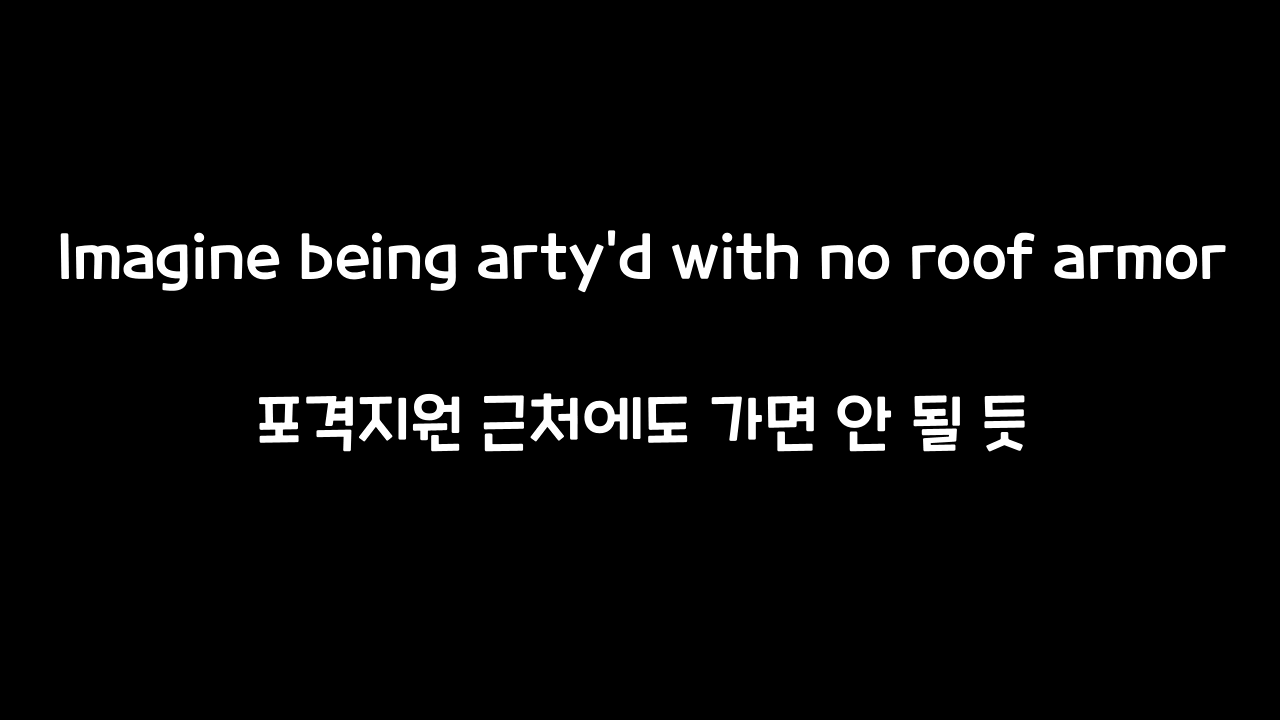 Imagine being arty'd with no roof armor
포격지원 근처에도 가면 안 될 듯